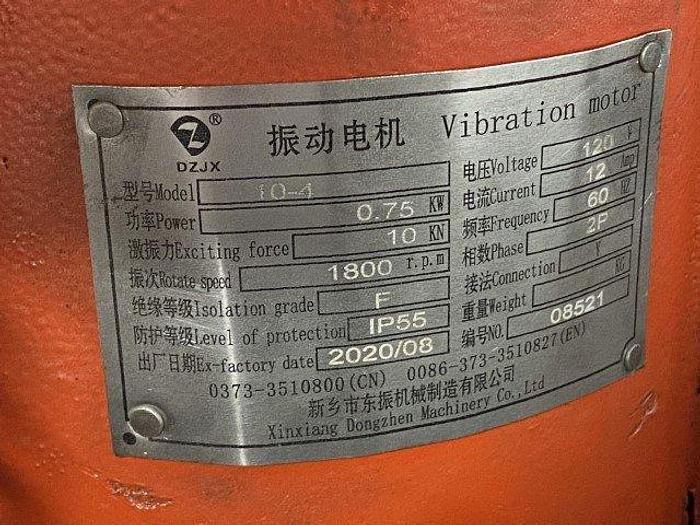 DZJX ®
振动电机 Vibration motor
型号Model 10-4
功率Power 0.75 KW
激振力Exciting force 10 KN
振次Rotate speed 1800 r.p.m
绝缘等级Isolation grade F
防护等级Level of protection IP55
出厂日期Ex-factory date 2020/08
电压Voltage 120 V
电流Current 12 Amp
频率Frequency 60 HZ
相数Phase 2P
接法Connection Y
重量Weight KG
编号NO. 08521
0373-3510800(CN) 0086-373-3510827(EN)
新乡市东振机械制造有限公司
Xinxiang Dongzhen Machinery Co.,Ltd